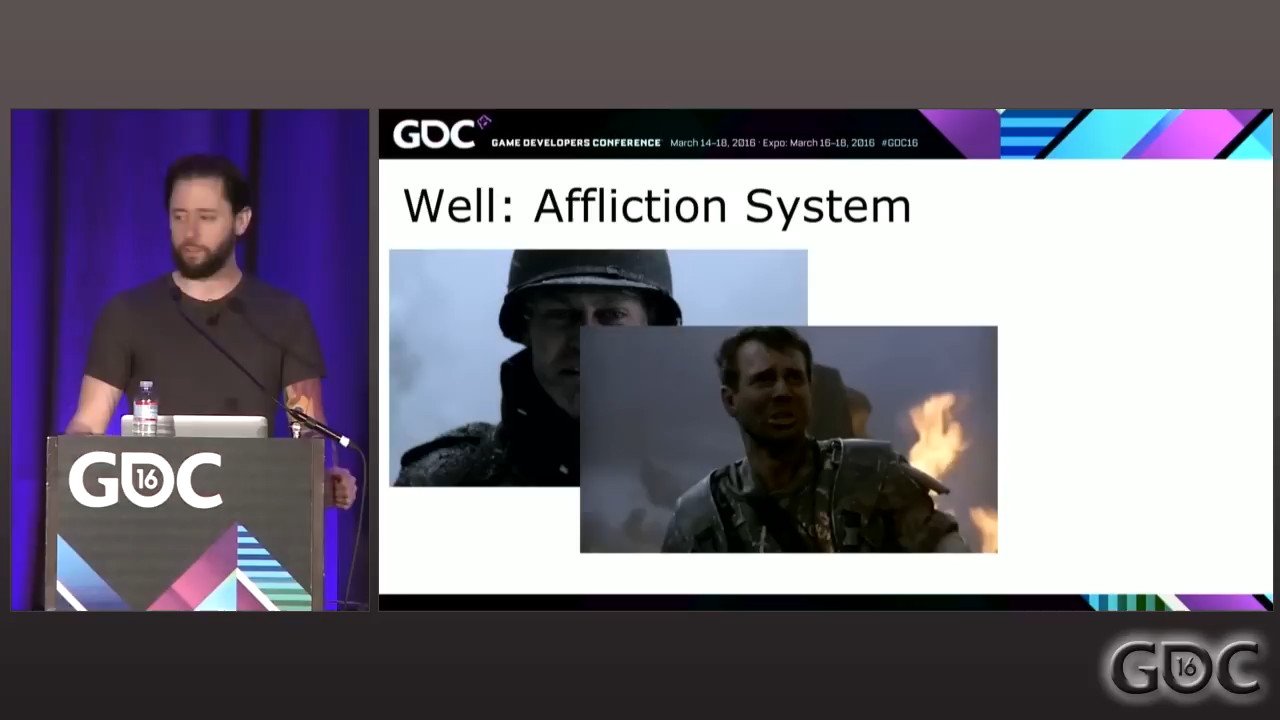 GDC
GAME DEVELOPERS CONFERENCE March 14-18, 2016 · Expo: March 16-18, 2016 #GDC16
Well: Affliction System
GDC
16
GDC
16